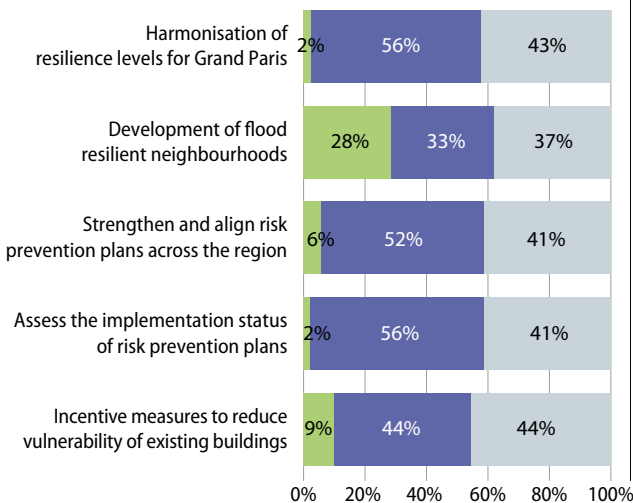 Harmonisation of
resilience levels for Grand Paris
2% 56% 43%
Development of flood
resilient neighbourhoods
28% 33% 37%
Strengthen and align risk
prevention plans across the region
6% 52% 41%
Assess the implementation status
of risk prevention plans
2% 56% 41%
Incentive measures to reduce
vulnerability of existing buildings
9% 44% 44%
0% 20% 40% 60% 80% 100%